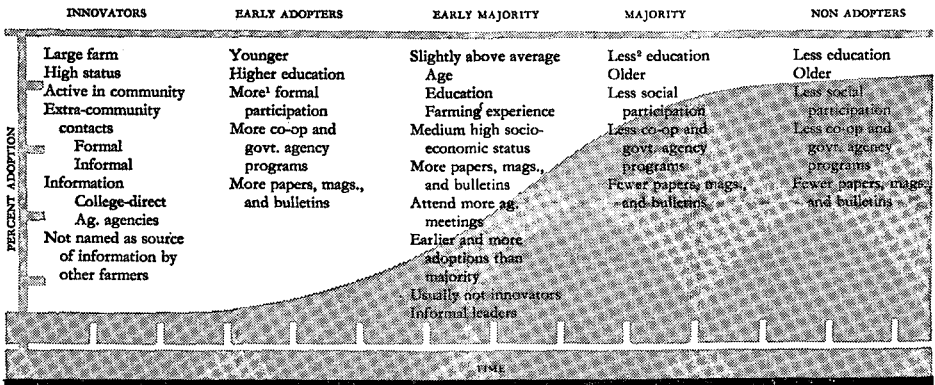 INNOVATORS
EARLY ADOPTERS
EARLY MAJORITY
MAJORITY
NON ADOPTERS
PERCENT ADOPTION
Large farm
High status
Active in community
Extra-community
contacts
Formal
Informal
Information
College-direct
Ag. agencies
Not named as source
of information by
other farmers
Younger
Higher education
More¹ formal
participation
More co-op and
govt. agency
programs
More papers, mags.,
and bulletins
Slightly above average
Age
Education
Farming experience
Medium high socio-
economic status
More papers, mags.,
and bulletins
Attend more ag.
meetings
Earlier and more
adoptions than
majority
Usually not innovators
Informal leaders
Less² education
Older
Less social
participation
Less co-op and
govt. agency
programs
Fewer papers, mags.,
and bulletins
Less education
Older
Less social
participation
Less co-op and
govt. agency
programs
Fewer papers, mags.
and bulletins
TIME